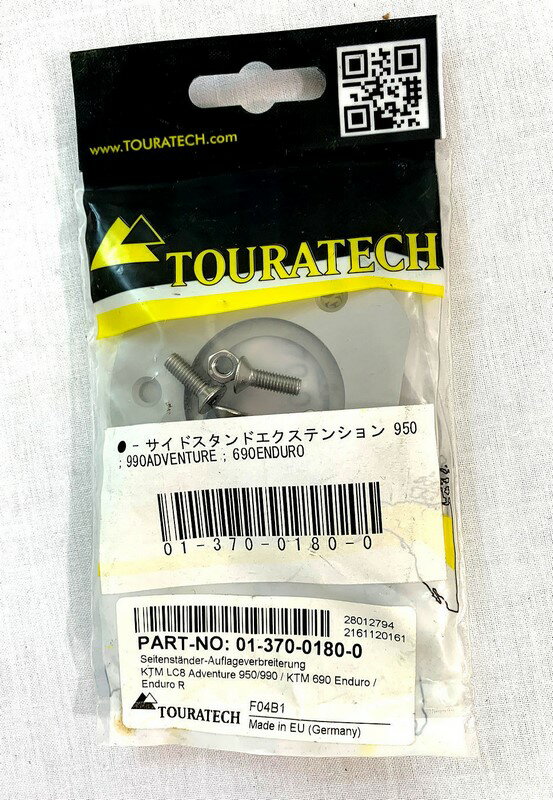 www.TOURATECH.com
TOURATECH
● - サイドスタンドエクステンション 950
; 990ADVENTURE ; 690ENDURO
01-370-0180-0
28012794
2161120161
PART-NO: 01-370-0180-0
Seitenständer-Auflageverbreiterung
KTM LC8 Adventure 950/990 / KTM 690 Enduro /
Enduro R
F04B1
TOURATECH
Made in EU (Germany)